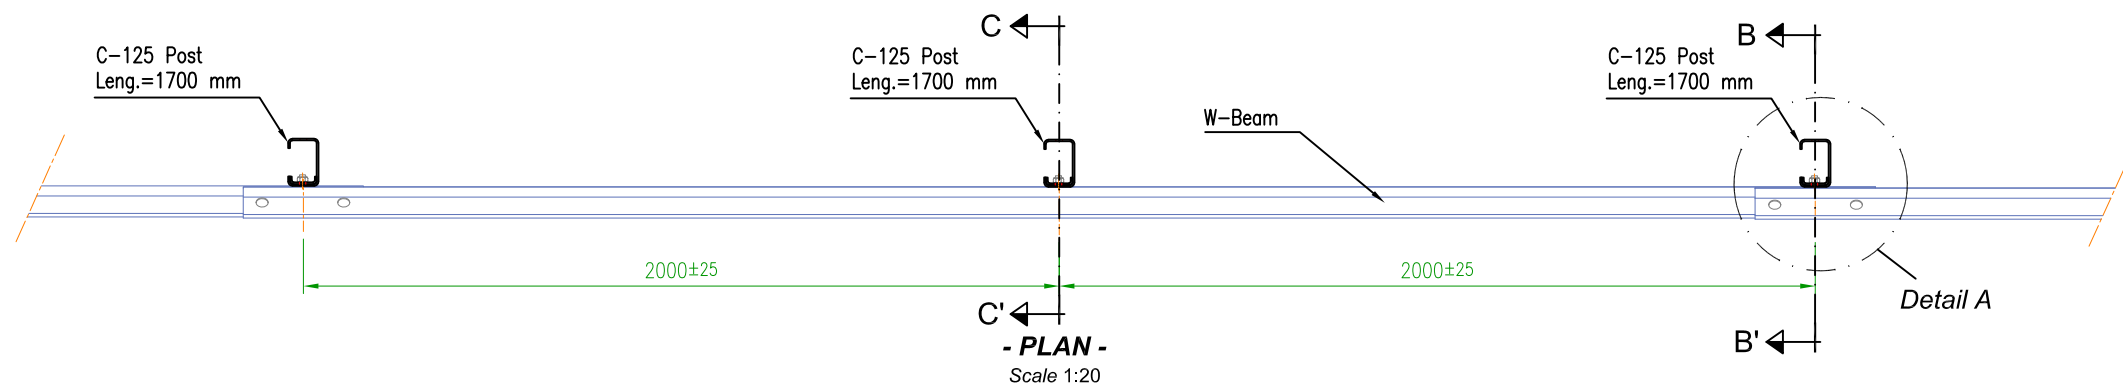 C
B
C-125 Post
Leng.=1700 mm
C-125 Post
Leng.=1700 mm
C-125 Post
Leng.=1700 mm
W-Beam
2000±25
2000±25
Detail A
C'
B'
- PLAN -
Scale 1:20